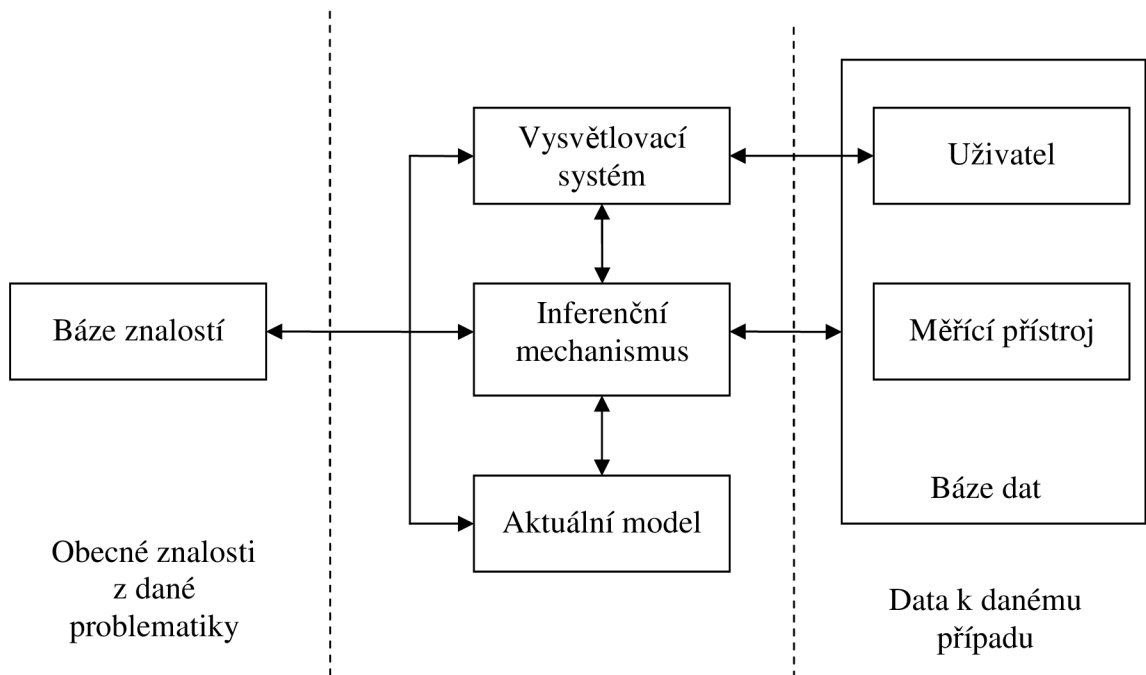 Vysvětlovací
systém
Uživatel
Báze znalostí
Inferenční
mechanismus
Měřící přístroj
Aktuální model
Báze dat
Obecné znalosti
z dané
problematiky
Data k danému
případu